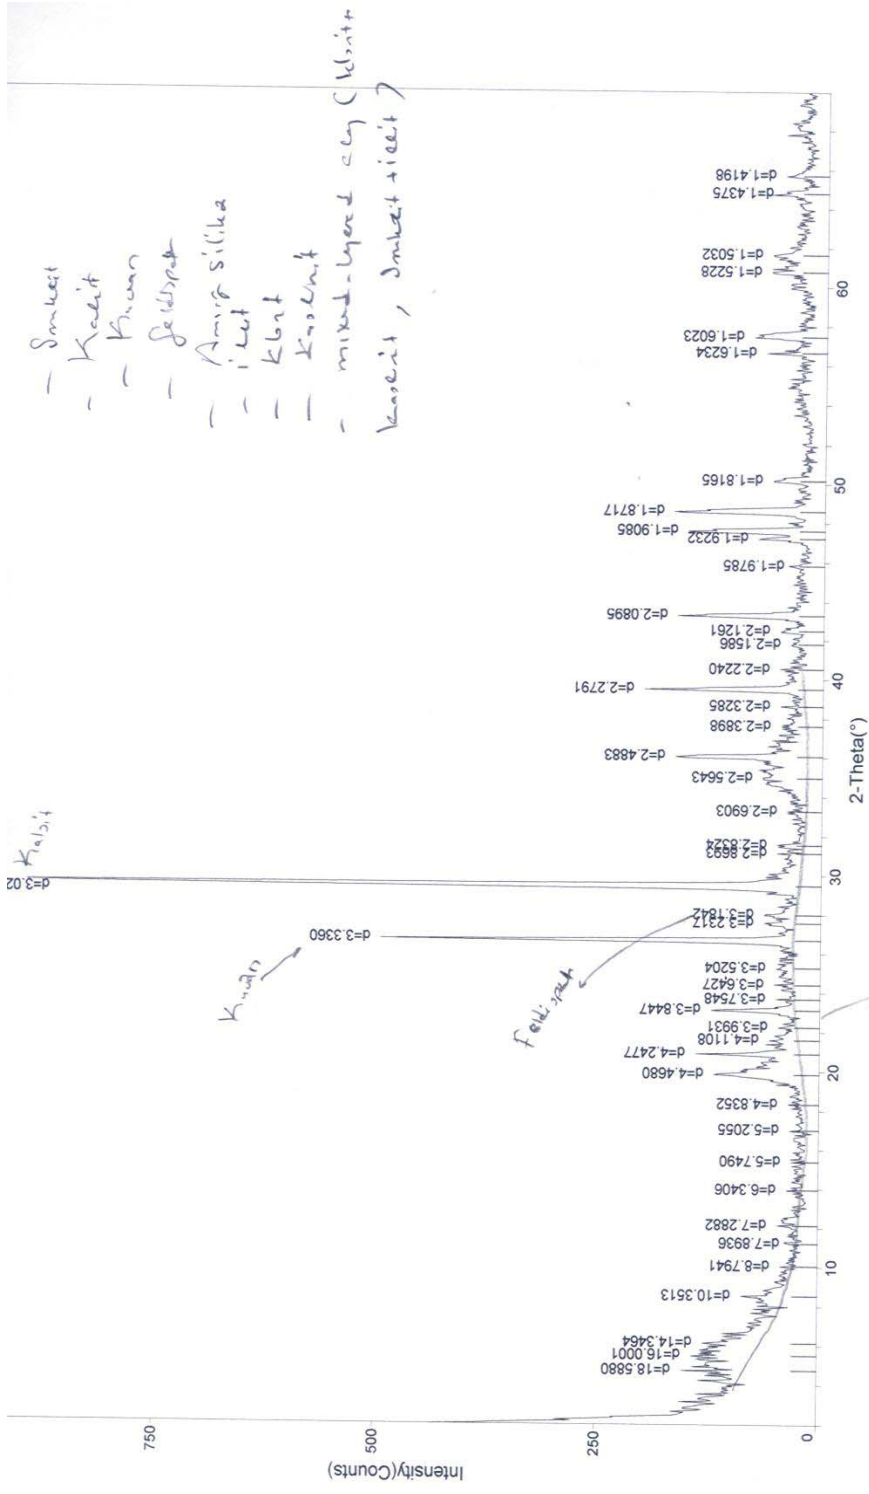 - Simektit
- Kalsit
- Kuvars
- feldispat
- Amorf silika
- illit
- Klorit
- Kaolinit
- mixed-layered clay (klorit+
kaolinit, Simektit+illit)
Kalsit
d=3.02
Kuvars
d=3.3360
Feldispat
d=18.5880
d=16.0001
d=14.3464
d=10.3513
d=8.7941
d=7.8936
d=7.2882
d=6.3406
d=5.7490
d=5.2055
d=4.8352
d=4.4680
d=4.2477
d=4.1108
d=3.9931
d=3.8447
d=3.7548
d=3.6427
d=3.5204
d=3.2317
d=3.1842
d=2.8693
d=2.8324
d=2.6903
d=2.5643
d=2.4883
d=2.3898
d=2.3285
d=2.2791
d=2.2240
d=2.1586
d=2.1261
d=2.0895
d=1.9785
d=1.9232
d=1.9085
d=1.8717
d=1.8165
d=1.6234
d=1.6023
d=1.5228
d=1.5032
d=1.4375
d=1.4198
Intensity(Counts)
750
500
250
0
10
20
30
40
50
60
2-Theta(°)